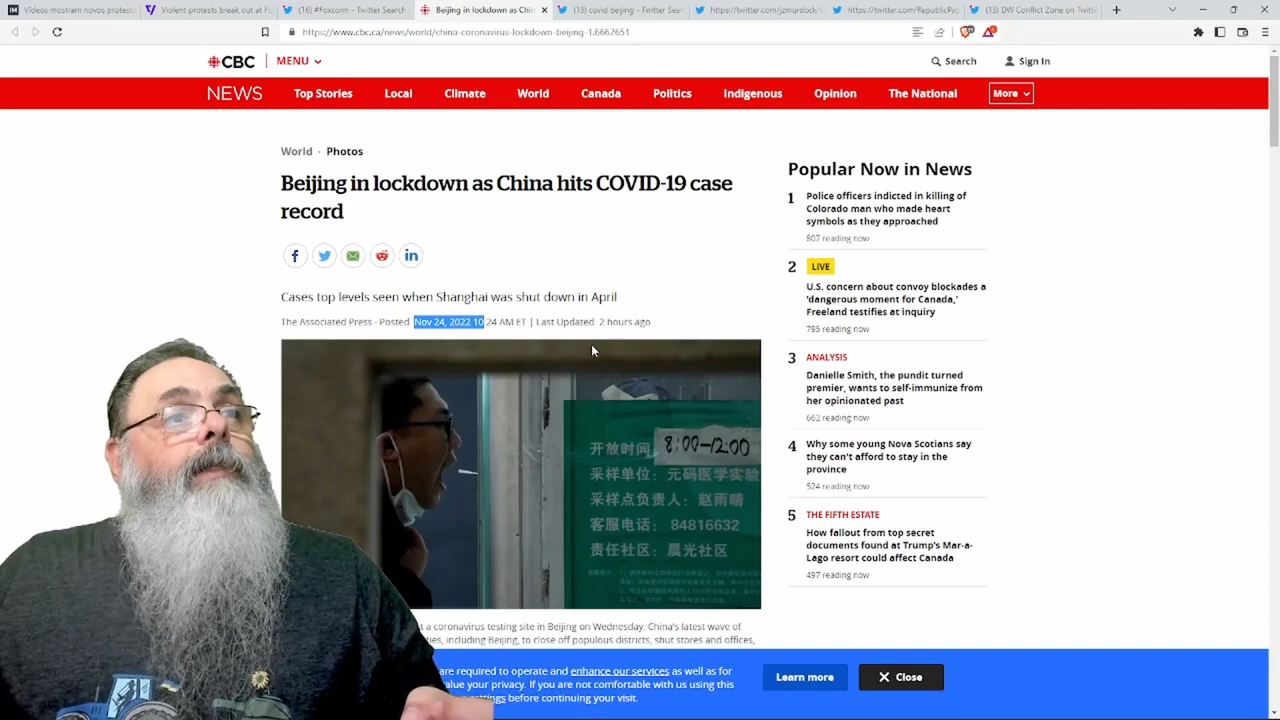 Vídeos mostram novos protest
Violent protests break out at Fo
(16) #Foxconn - Twitter Search
Beijing in lockdown as China hi
(13) covid beijing - Twitter Sea
https://twitter.com/jzmurdock/s
https://twitter.com/RepublicPap
(13) DW Conflict Zone on Twitte
https://www.cbc.ca/news/world/china-coronavirus-lockdown-beijing-1.6662651
CBC MENU
Search Sign In
NEWS Top Stories Local Climate World Canada Politics Indigenous Opinion The National More
World · Photos
Beijing in lockdown as China hits COVID-19 case
record
Cases top levels seen when Shanghai was shut down in April
The Associated Press · Posted: Nov 24, 2022 10:24 AM ET | Last Updated: 2 hours ago
开放时间 8:00—12:00
采样单位:元码医学实验
采样点负责人:赵雨晴
客服电话:84816632
责任社区:晨光社区
t a coronavirus testing site in Beijing on Wednesday. China's latest wave of
ties, including Beijing, to close off populous districts, shut stores and offices,
Popular Now in News
1 Police officers indicted in killing of
Colorado man who made heart
symbols as they approached
807 reading now
2 LIVE
U.S. concern about convoy blockades a
'dangerous moment for Canada,'
Freeland testifies at inquiry
795 reading now
3 ANALYSIS
Danielle Smith, the pundit turned
premier, wants to self-immunize from
her opinionated past
662 reading now
4 Why some young Nova Scotians say
they can't afford to stay in the
province
524 reading now
5 THE FIFTH ESTATE
How fallout from top secret
documents found at Trump's Mar-a-
Lago resort could affect Canada
497 reading now
are required to operate and enhance our services as well as for
alue your privacy. If you are not comfortable with us using this
ettings before continuing your visit.
Learn more
Close